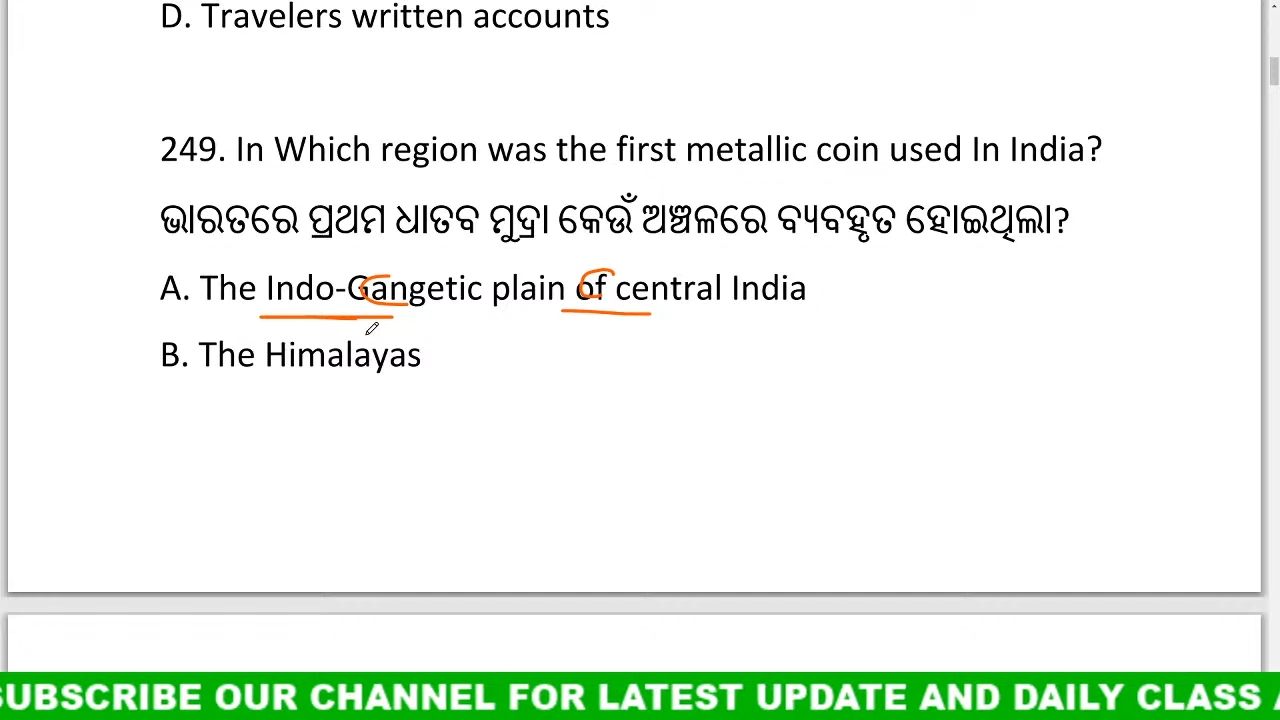 D. Travelers written accounts
249. In Which region was the first metallic coin used In India?
ଭାରତରେ ପ୍ରଥମ ଧାତବ ମୁଦ୍ରା କେଉଁ ଅଞ୍ଚଳରେ ବ୍ୟବହୃତ ହୋଇଥିଲା?
A. The Indo-Gangetic plain of central India
B. The Himalayas
SUBSCRIBE OUR CHANNEL FOR LATEST UPDATE AND DAILY CLASS